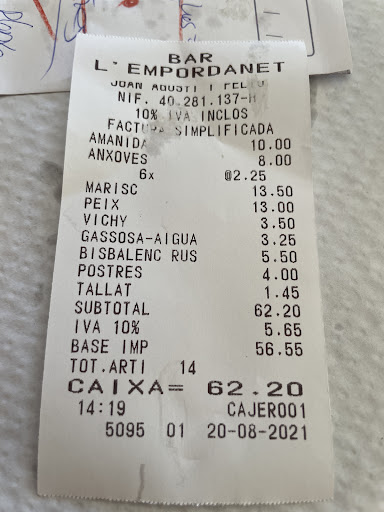 BAR
L'EMPORDANET
AGUSTI I
NIF. 40.281.137-H
10% IVA INCLOS
FACTURA SIMPLIFICADA
AMANIDA 10.00
ANXOVES 8.00
6x @2.25
MARISC 13.50
PEIX 13.00
VICHY 3.50
GASSOSA-AIGUA 3.25
BISBALENC RUS 5.50
POSTRES 4.00
TALLAT 1.45
SUBTOTAL 62.20
IVA 10% 5.65
BASE IMP 56.55
TOT.ARTI 14
CAIXA= 62.20
14:19 CAJERO01
5095 01 20-08-2021